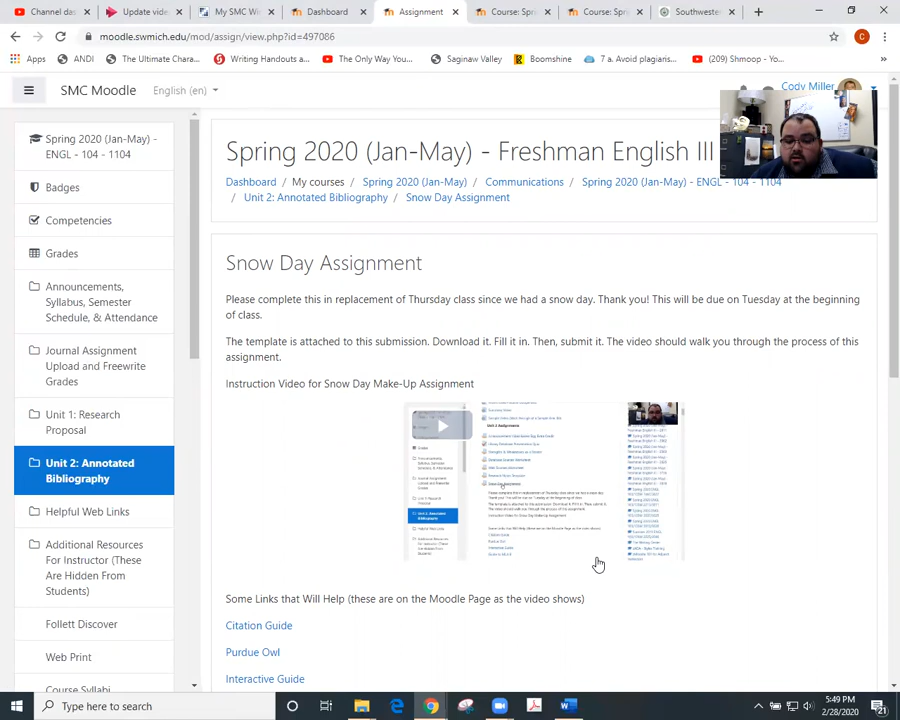 Channel das
Update vide
My SMC Wi
Dashboard
Assignment
Course: Spri
Course: Spri
Southweste
moodle.swmich.edu/mod/assign/view.php?id=497086
C
Apps
ANDI
The Ultimate Chara...
Writing Handouts a...
The Only Way You...
Saginaw Valley
Boomshine
7 a. Avoid plagiaris...
(209) Shmoop - Yo...
SMC Moodle
English (en)
Cody Miller
Spring 2020 (Jan-May) -
ENGL - 104 - 1104
Badges
Competencies
Grades
Announcements,
Syllabus, Semester
Schedule, & Attendance
Journal Assignment
Upload and Freewrite
Grades
Unit 1: Research
Proposal
Unit 2: Annotated
Bibliography
Helpful Web Links
Additional Resources
For Instructor (These
Are Hidden From
Students)
Follett Discover
Web Print
Course Syllabi
Spring 2020 (Jan-May) - Freshman English III
Dashboard / My courses / Spring 2020 (Jan-May) / Communications / Spring 2020 (Jan-May) - ENGL - 104 - 1104
/ Unit 2: Annotated Bibliography / Snow Day Assignment
Snow Day Assignment
Please complete this in replacement of Thursday class since we had a snow day. Thank you! This will be due on Tuesday at the beginning
of class.
The template is attached to this submission. Download it. Fill it in. Then, submit it. The video should walk you through the process of this
assignment.
Instruction Video for Snow Day Make-Up Assignment
Some Links that Will Help (these are on the Moodle Page as the video shows)
Citation Guide
Purdue Owl
Interactive Guide
Type here to search
5:49 PM
2/28/2020
21